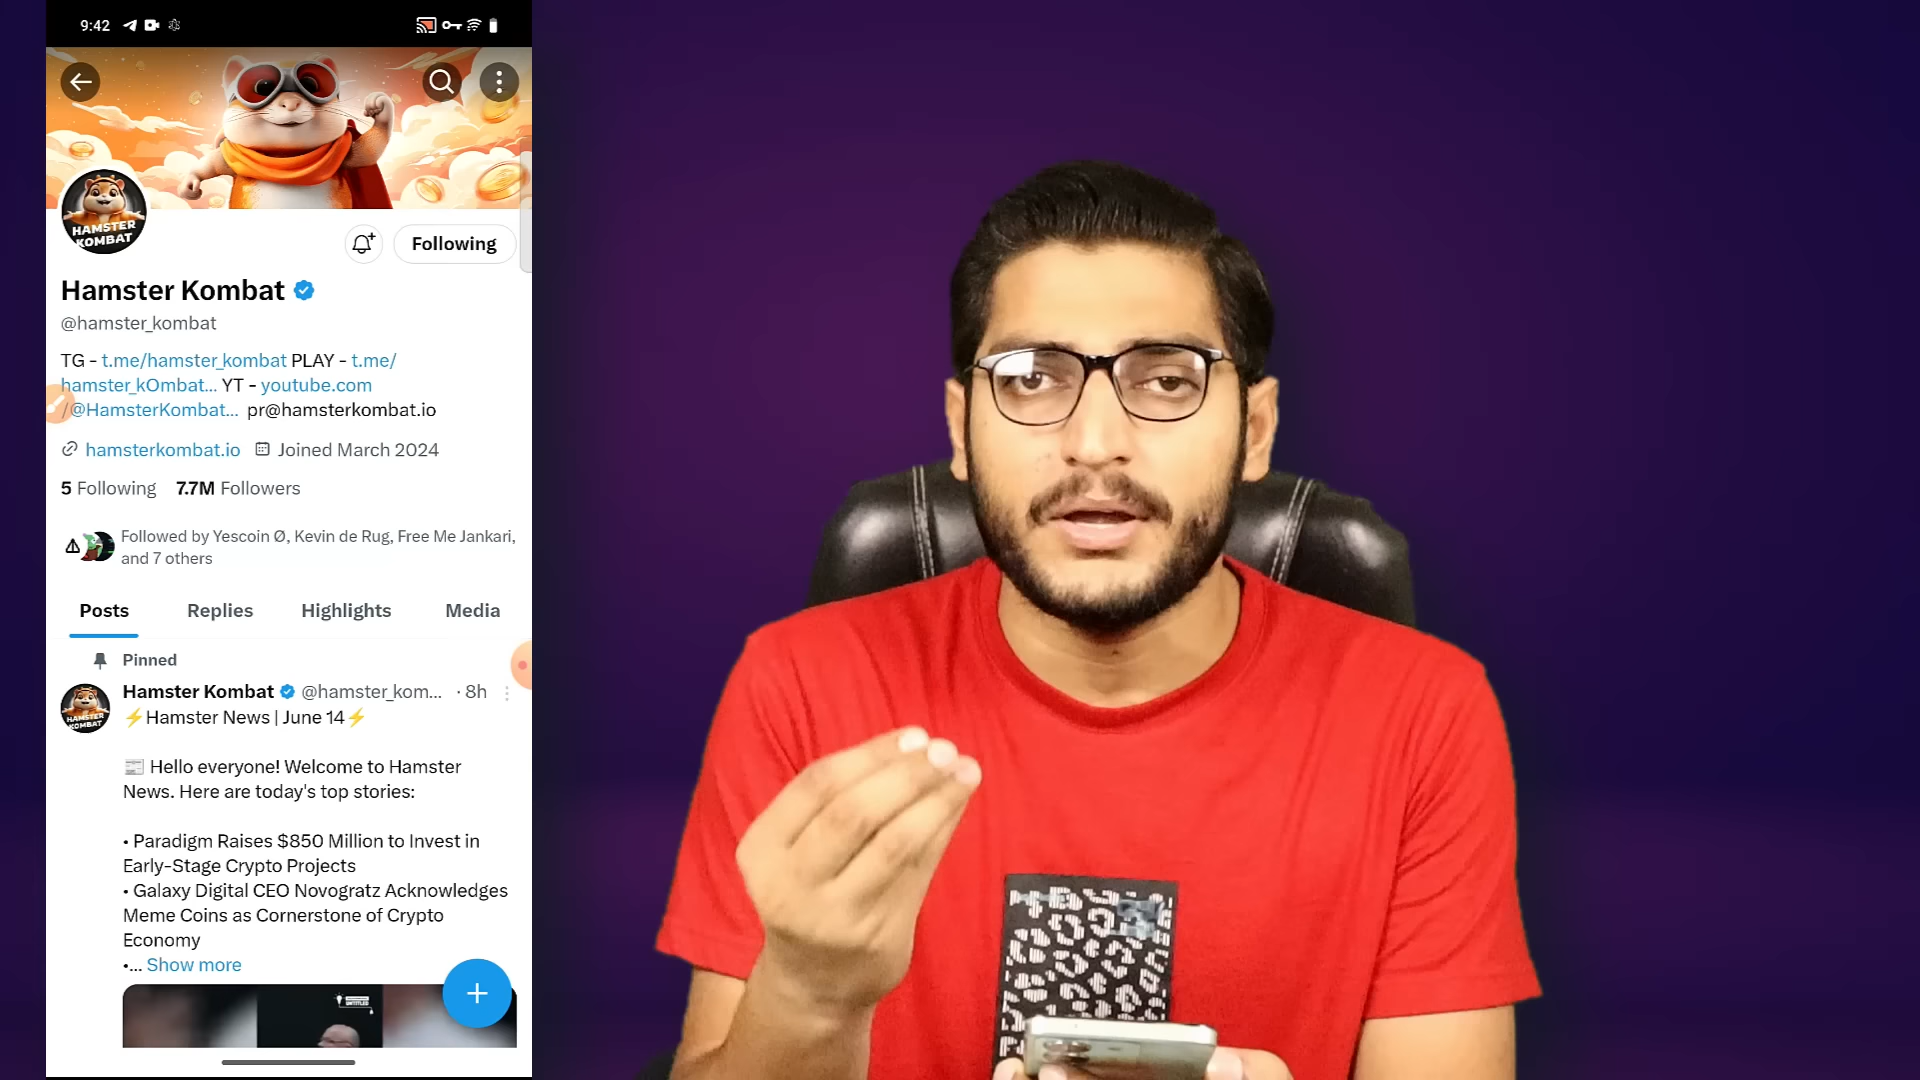 9:42
HAMSTER
KOMBAT
Following
Hamster Kombat
@hamster_kombat
TG - t.me/hamster_kombat PLAY - t.me/
hamster_kOmbat... YT - youtube.com
/@HamsterKombat... pr@hamsterkombat.io
hamsterkombat.io Joined March 2024
5 Following 7.7M Followers
Followed by Yescoin Ø, Kevin de Rug, Free Me Jankari,
and 7 others
Posts Replies Highlights Media
Pinned
Hamster Kombat @hamster_kom... · 8h
HAMSTER
KOMBAT
⚡Hamster News | June 14⚡
📰 Hello everyone! Welcome to Hamster
News. Here are today's top stories:
• Paradigm Raises $850 Million to Invest in
Early-Stage Crypto Projects
• Galaxy Digital CEO Novogratz Acknowledges
Meme Coins as Cornerstone of Crypto
Economy
•... Show more
UNTITLED